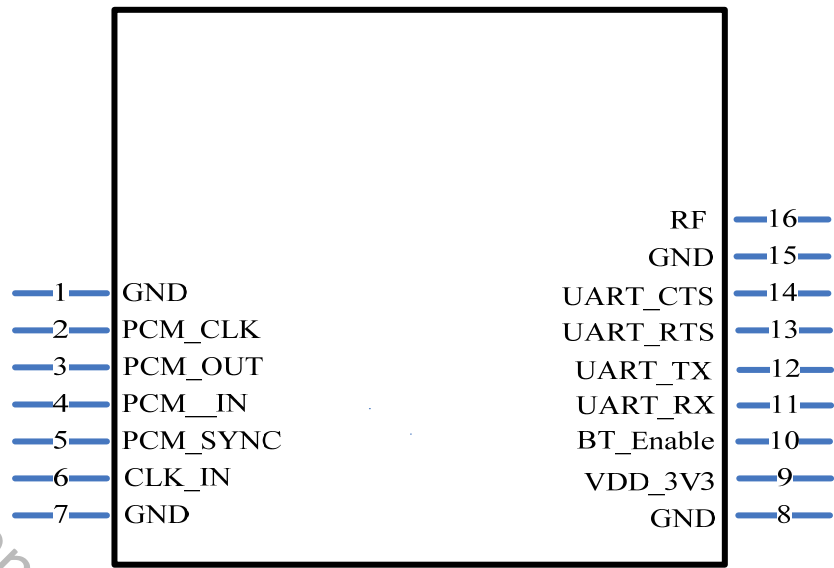 RF 16
GND 15
1 GND UART_CTS 14
2 PCM_CLK UART_RTS 13
3 PCM_OUT UART_TX 12
4 PCM__IN UART_RX 11
5 PCM_SYNC BT_Enable 10
6 CLK_IN VDD_3V3 9
7 GND GND 8